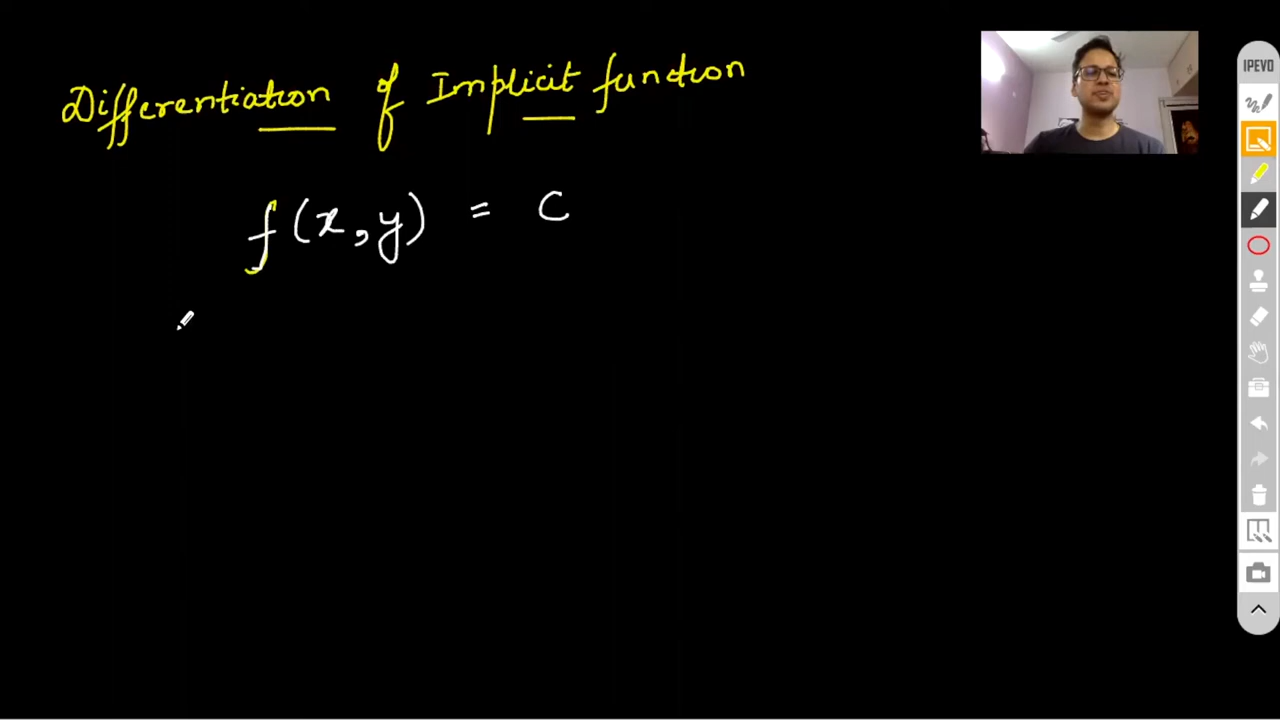 Differentiation of Implicit function
f(x,y) = C
IPEVO